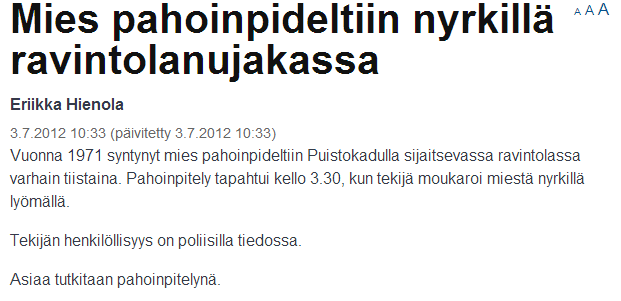 Mies pahoinpideltiin nyrkillä
A A A
ravintolanujakassa
Eriikka Hienola
3.7.2012 10:33 (päivitetty 3.7.2012 10:33)
Vuonna 1971 syntynyt mies pahoinpideltiin Puistokadulla sijaitsevassa ravintolassa
varhain tiistaina. Pahoinpitely tapahtui kello 3.30, kun tekijä moukaroi miestä nyrkillä
lyömällä.
Tekijän henkilöllisyys on poliisilla tiedossa.
Asiaa tutkitaan pahoinpitelynä.